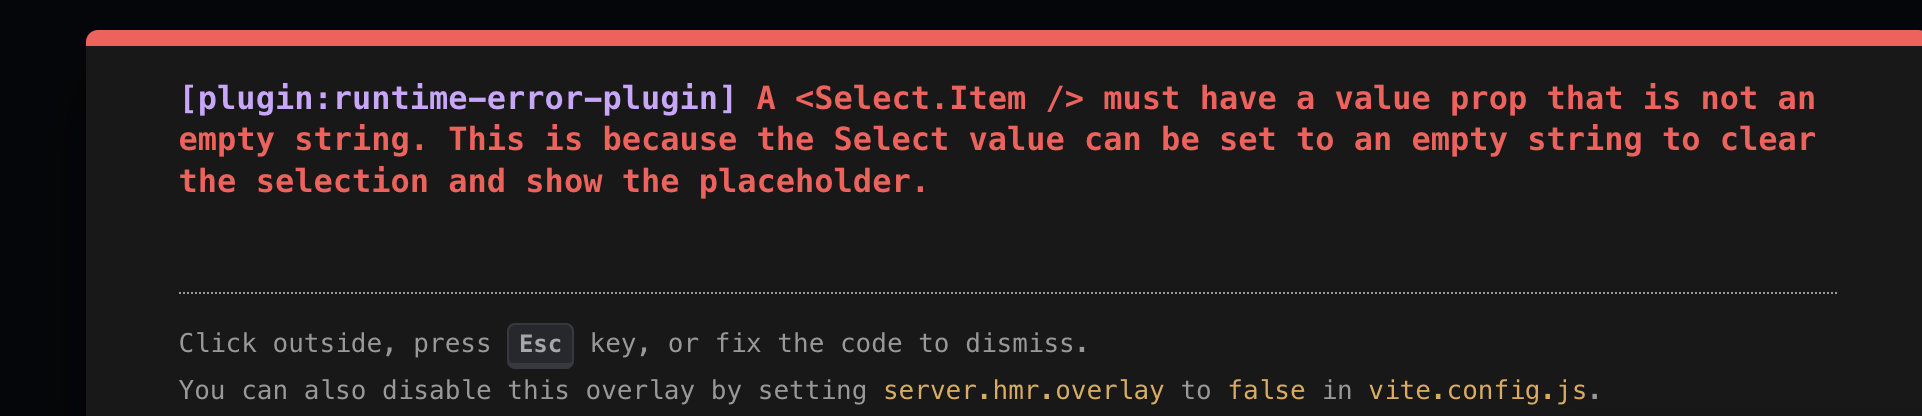 [plugin:runtime-error-plugin] A <Select.Item /> must have a value prop that is not an
empty string. This is because the Select value can be set to an empty string to clear
the selection and show the placeholder.
Click outside, press Esc key, or fix the code to dismiss.
You can also disable this overlay by setting server.hmr.overlay to false in vite.config.js.